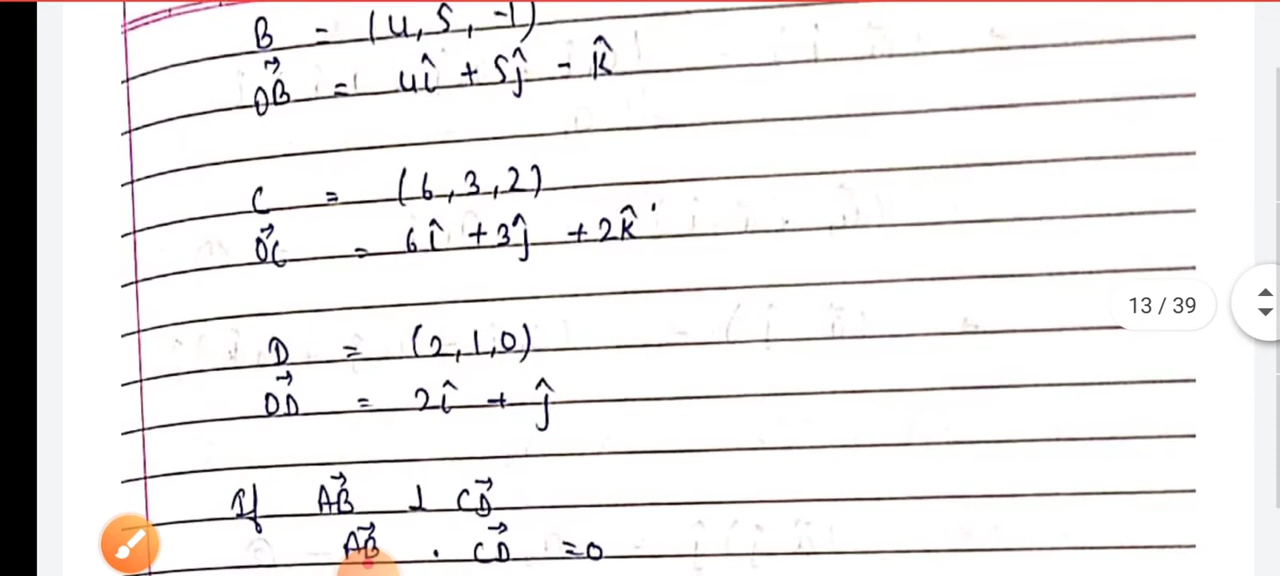 B = (4, 5, -1)
OB⃗ = 4î + 5ĵ - k̂
C = (6, 3, 2)
OC⃗ = 6î + 3ĵ + 2k̂
13 / 39
D = (2, 1, 0)
OD⃗ = 2î + ĵ
If AB⃗ ⊥ CD⃗
AB⃗ . CD⃗ = 0